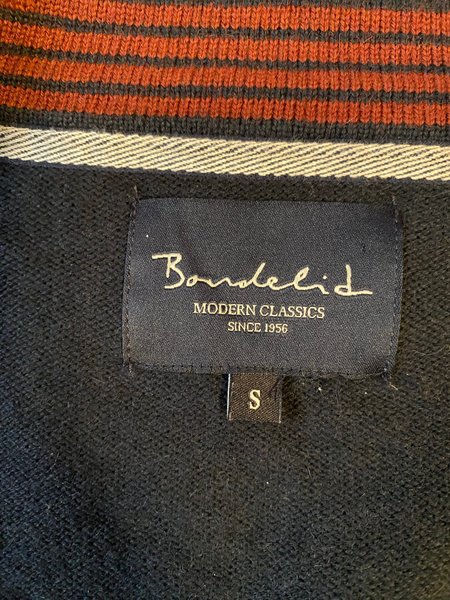 Bondelid
MODERN CLASSICS
SINCE 1956
S